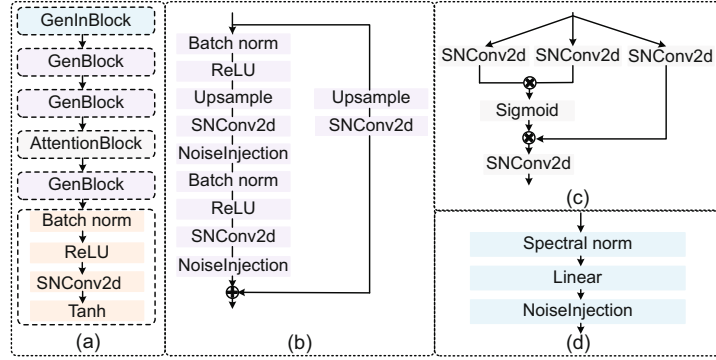 GenInBlock
GenBlock
GenBlock
AttentionBlock
GenBlock
Batch norm
ReLU
SNConv2d
Tanh
(a)
Batch norm
ReLU
Upsample
SNConv2d
NoiseInjection
Batch norm
ReLU
SNConv2d
NoiseInjection
Upsample
SNConv2d
(b)
SNConv2d SNConv2d SNConv2d
Sigmoid
SNConv2d
(c)
Spectral norm
Linear
NoiseInjection
(d)